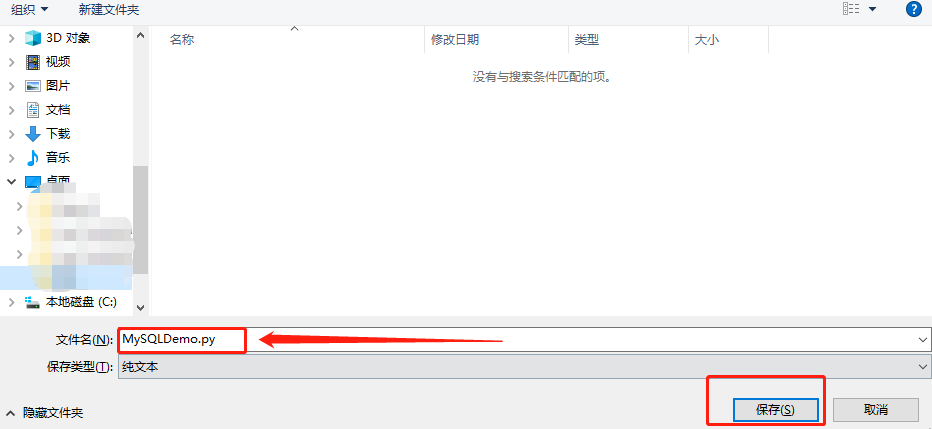 组织 新建文件夹
3D 对象
视频
图片
文档
下载
音乐
桌面
本地磁盘 (C:)
名称 修改日期 类型 大小
没有与搜索条件匹配的项。
文件名(N): MySQLDemo.py
保存类型(T): 纯文本
隐藏文件夹 保存(S) 取消